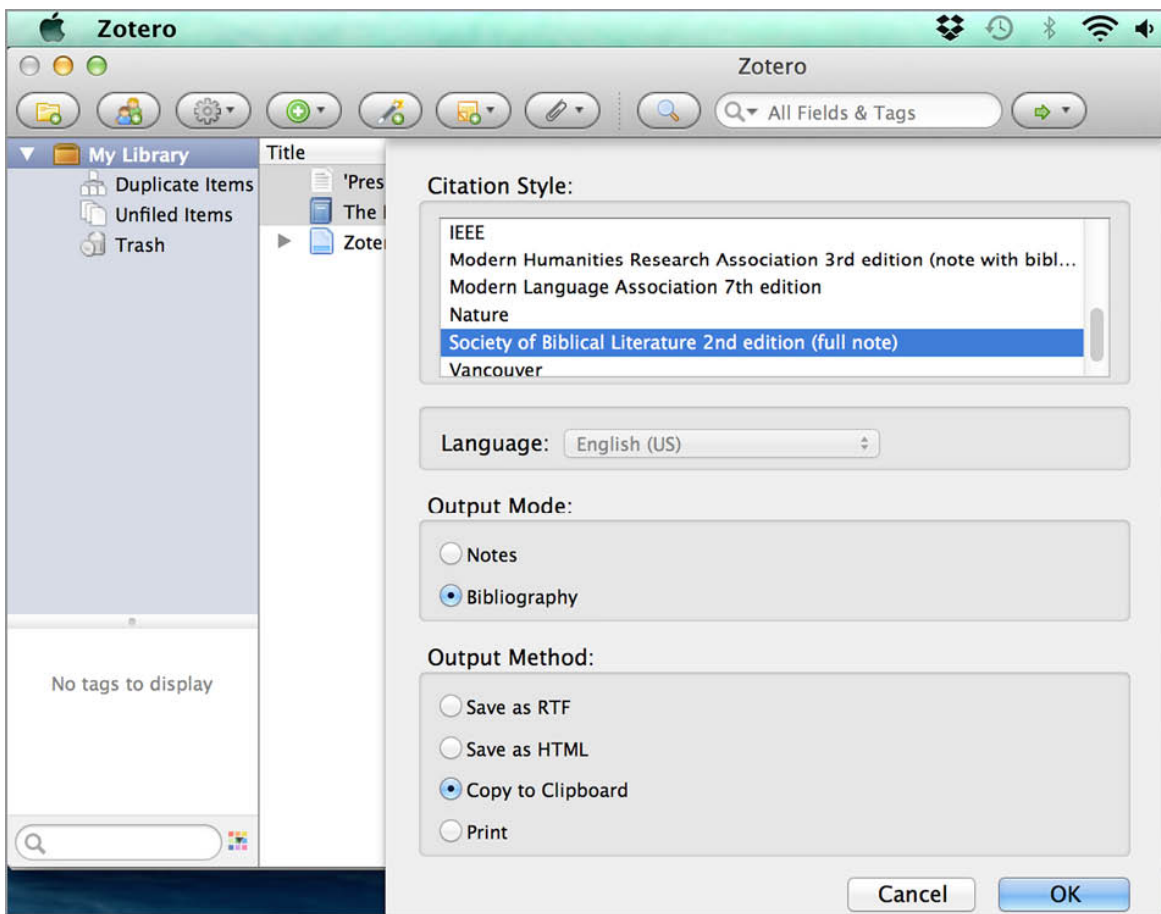 Zotero
Zotero
All Fields & Tags
My Library
Duplicate Items
Unfiled Items
Trash
No tags to display
Title
'Pres
The
Zoter
Citation Style:
IEEE
Modern Humanities Research Association 3rd edition (note with bibl...
Modern Language Association 7th edition
Nature
Society of Biblical Literature 2nd edition (full note)
Vancouver
Language: English (US)
Output Mode:
Notes
Bibliography
Output Method:
Save as RTF
Save as HTML
Copy to Clipboard
Print
Cancel OK